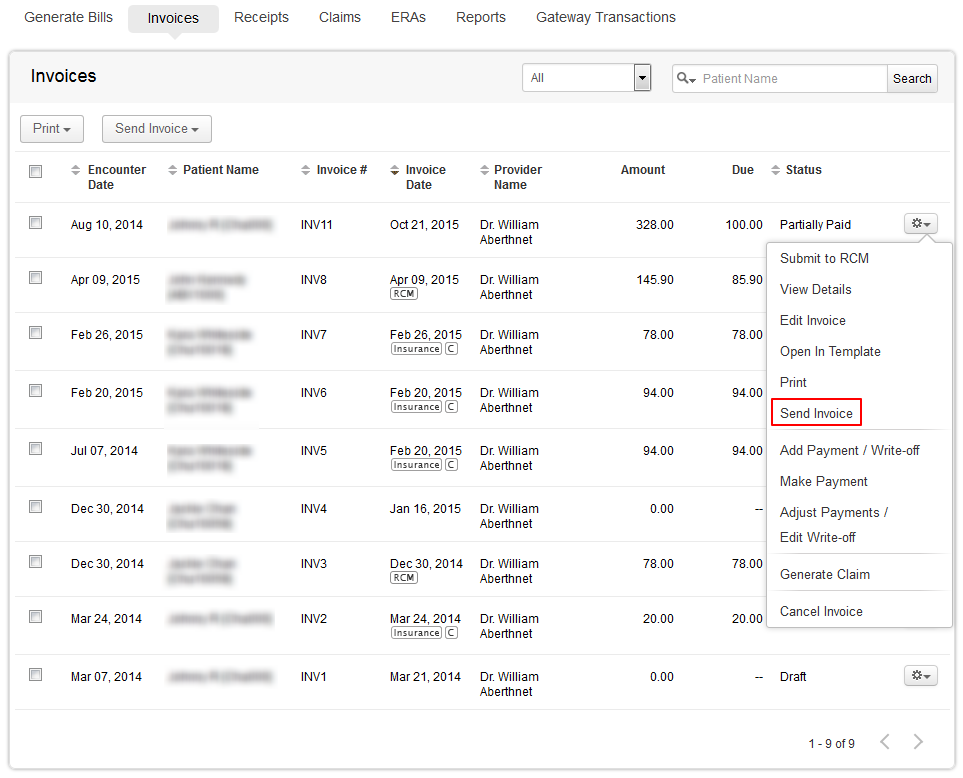 Generate Bills Invoices Receipts Claims ERAs Reports Gateway Transactions
Invoices All Patient Name Search
Print Send Invoice
Encounter Date Patient Name Invoice # Invoice Date Provider Name Amount Due Status
Aug 10, 2014 INV11 Oct 21, 2015 Dr. William Aberthnet 328.00 100.00 Partially Paid
Apr 09, 2015 INV8 Apr 09, 2015 RCM Dr. William Aberthnet 145.90 85.90
Feb 26, 2015 INV7 Feb 26, 2015 Insurance C Dr. William Aberthnet 78.00 78.00
Feb 20, 2015 INV6 Feb 20, 2015 Insurance C Dr. William Aberthnet 94.00 94.00
Jul 07, 2014 INV5 Feb 20, 2015 Insurance C Dr. William Aberthnet 94.00 94.00
Dec 30, 2014 INV4 Jan 16, 2015 Dr. William Aberthnet 0.00 --
Dec 30, 2014 INV3 Dec 30, 2014 RCM Dr. William Aberthnet 78.00 78.00
Mar 24, 2014 INV2 Mar 24, 2014 Insurance C Dr. William Aberthnet 20.00 20.00
Mar 07, 2014 INV1 Mar 21, 2014 Dr. William Aberthnet 0.00 -- Draft
Submit to RCM
View Details
Edit Invoice
Open In Template
Print
Send Invoice
Add Payment / Write-off
Make Payment
Adjust Payments /
Edit Write-off
Generate Claim
Cancel Invoice
1 - 9 of 9